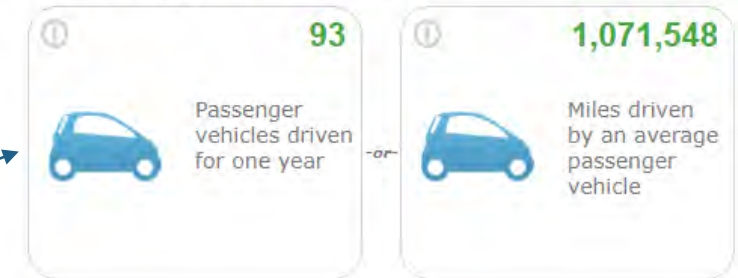 93
Passenger
vehicles driven
for one year
-or-
1,071,548
Miles driven
by an average
passenger
vehicle